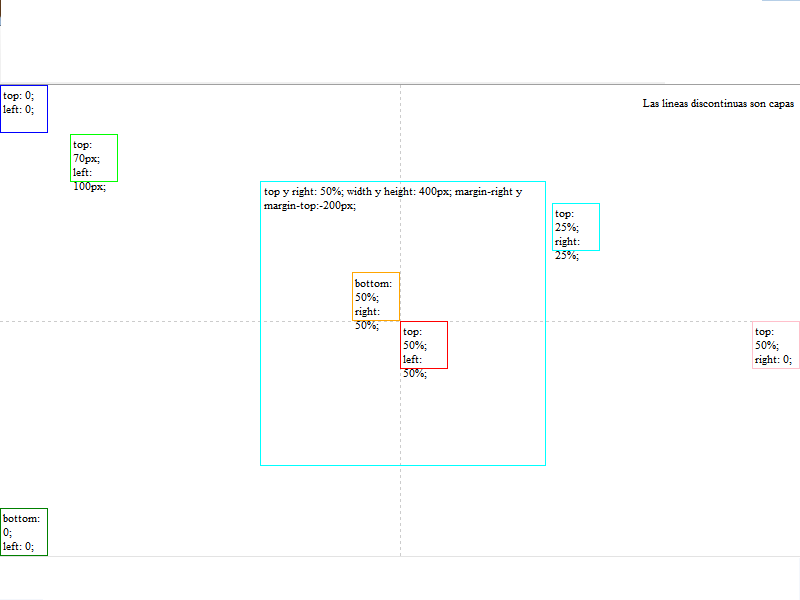 top: 0;
left: 0;
Las lineas discontinuas son capas
top:
70px;
left:
100px;
top y right: 50%; width y height: 400px; margin-right y
margin-top:-200px;
top:
25%;
right:
25%;
bottom:
50%;
right:
50%;
top:
50%;
left:
50%;
top:
50%;
right: 0;
bottom:
0;
left: 0;